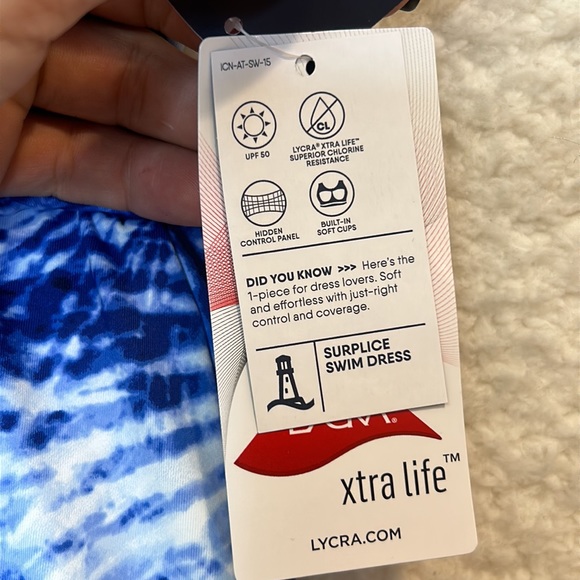 ICN-AT-SW-15
UPF 50
CL
LYCRA® XTRA LIFE™
SUPERIOR CHLORINE
RESISTANCE
HIDDEN
CONTROL PANEL
BUILT-IN
SOFT CUPS
DID YOU KNOW >>> Here's the
1-piece for dress lovers. Soft
and effortless with just-right
control and coverage.
SURPLICE
SWIM DRESS
xtra life™
LYCRA.COM